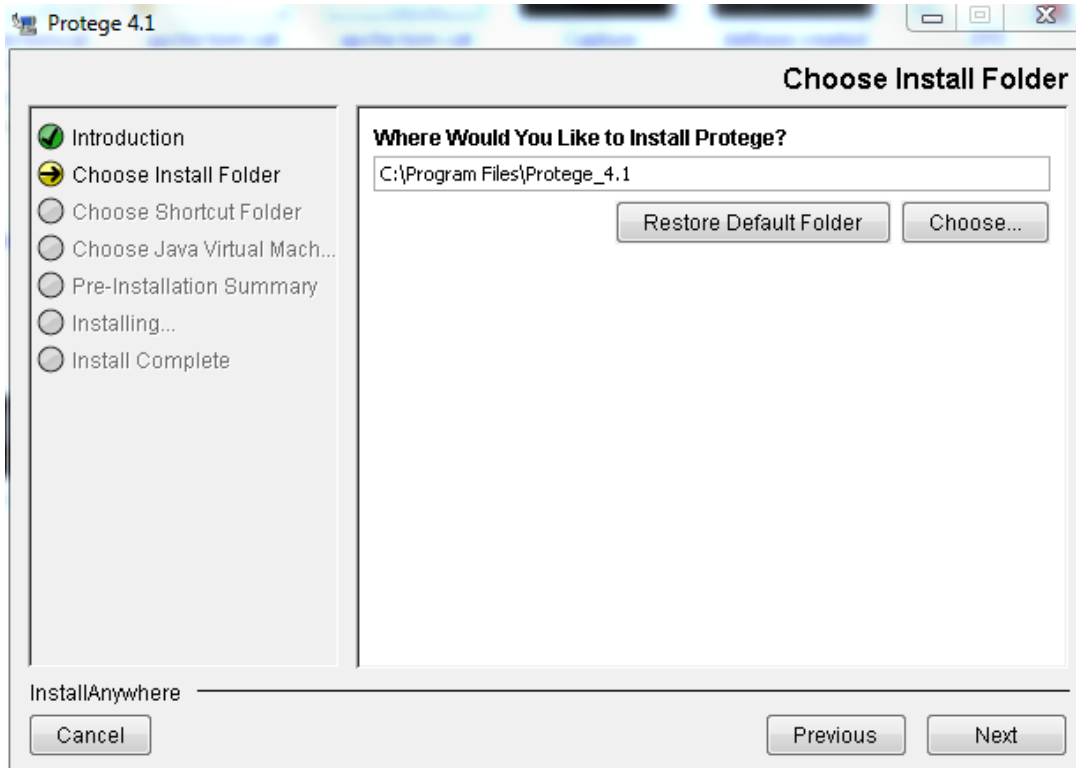 Protege 4.1
Choose Install Folder
Introduction
Choose Install Folder
Choose Shortcut Folder
Choose Java Virtual Mach...
Pre-Installation Summary
Installing...
Install Complete
Where Would You Like to Install Protege?
C:\Program Files\Protege_4.1
Restore Default Folder
Choose...
InstallAnywhere
Cancel
Previous
Next